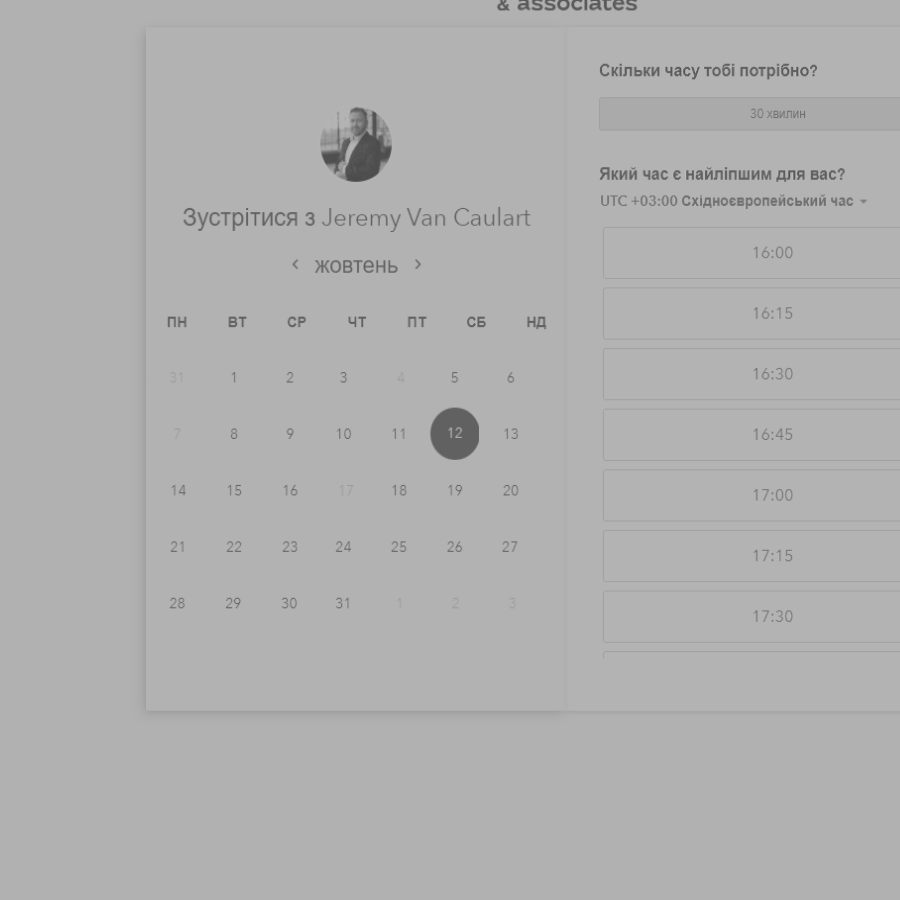 & associates
Зустрітися з Jeremy Van Caulart
жовтень
ПН ВТ СР ЧТ ПТ СБ НД
31 1 2 3 4 5 6
7 8 9 10 11 12 13
14 15 16 17 18 19 20
21 22 23 24 25 26 27
28 29 30 31 1 2 3
Скільки часу тобі потрібно?
30 хвилин
Який час є найліпшим для вас?
UTC +03:00 Східноєвропейський час
16:00
16:15
16:30
16:45
17:00
17:15
17:30